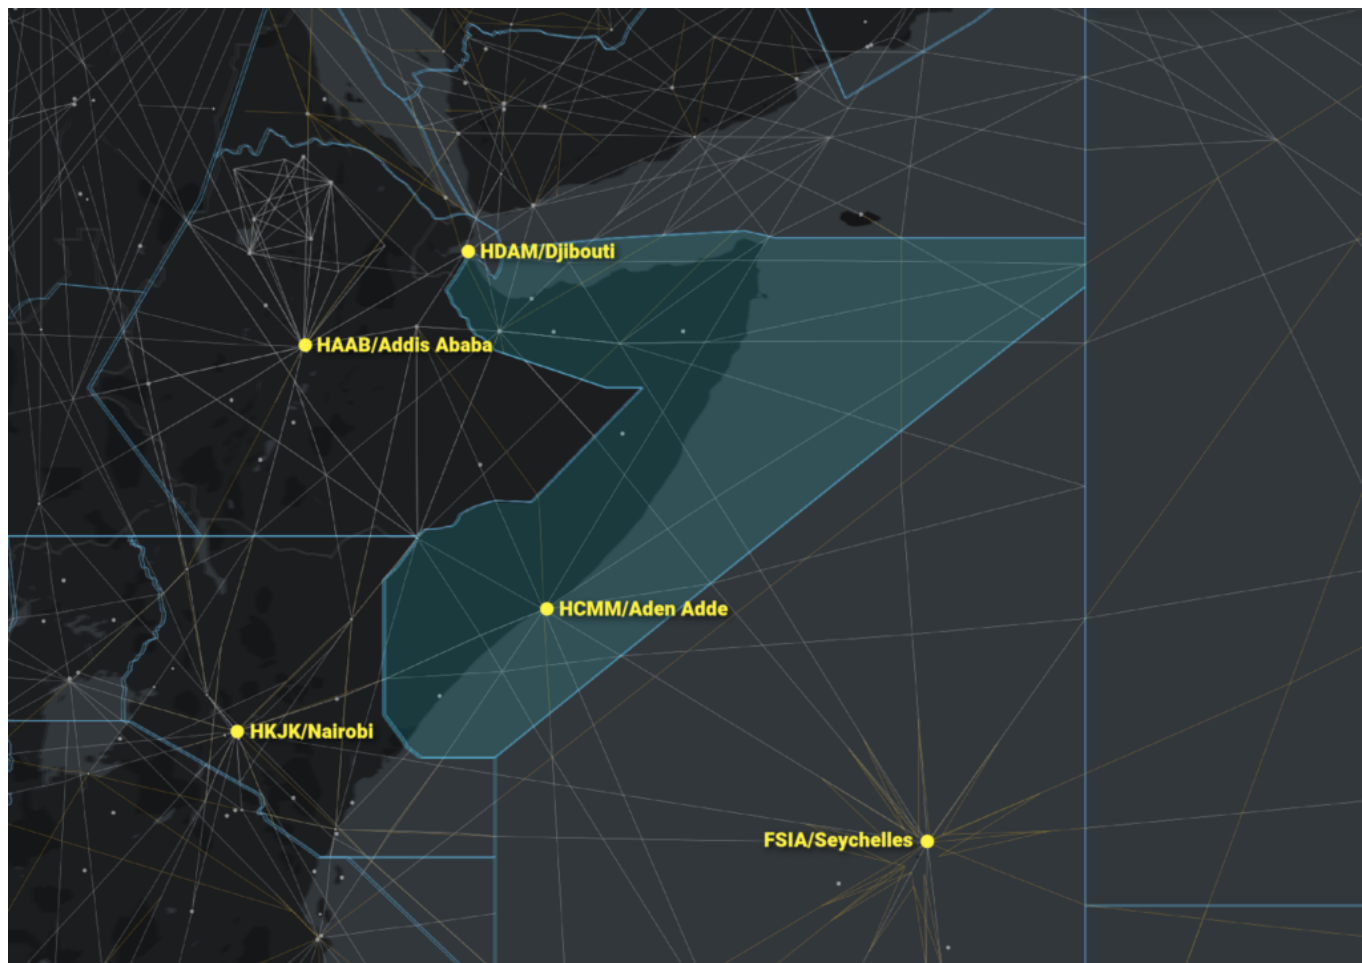 HDAM/Djibouti
HAAB/Addis Ababa
HCMM/Aden Adde
HKJK/Nairobi
FSIA/Seychelles